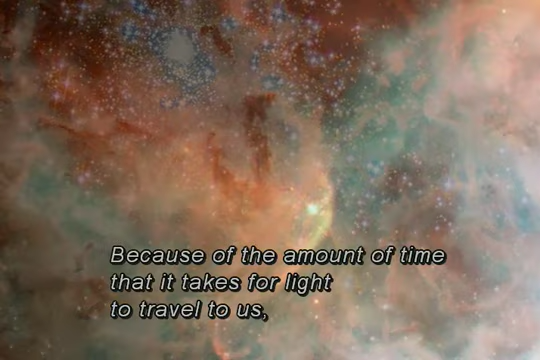 Because of the amount of time
that it takes for light
to travel to us,